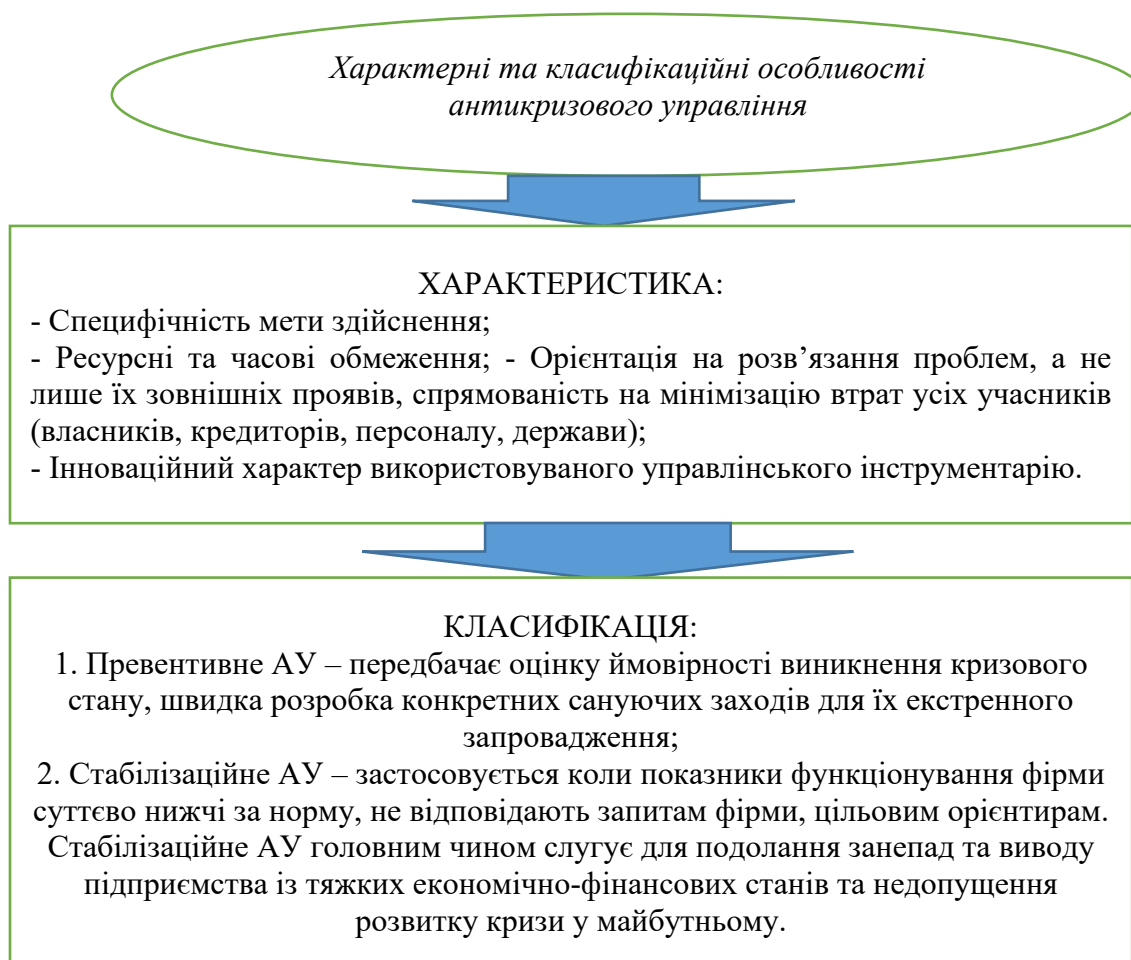 Характерні та класифікаційні особливості
антикризового управління
ХАРАКТЕРИСТИКА:
- Специфічність мети здійснення;
- Ресурсні та часові обмеження; - Орієнтація на розв’язання проблем, а не
лише їх зовнішніх проявів, спрямованість на мінімізацію втрат усіх учасників
(власників, кредиторів, персоналу, держави);
- Інноваційний характер використовуваного управлінського інструментарію.
КЛАСИФІКАЦІЯ:
1. Превентивне АУ – передбачає оцінку ймовірності виникнення кризового
стану, швидка розробка конкретних сануючих заходів для їх екстренного
запровадження;
2. Стабілізаційне АУ – застосовується коли показники функціонування фірми
суттєво нижчі за норму, не відповідають запитам фірми, цільовим орієнтирам.
Стабілізаційне АУ головним чином слугує для подолання занепад та виводу
підприємства із тяжких економічно-фінансових станів та недопущення
розвитку кризи у майбутньому.